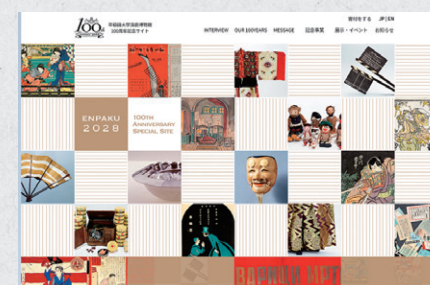 寄付をする JP | EN
100
早稲田大学演劇博物館
100周年記念サイト
INTERVIEW OUR 100YEARS MESSAGE 記念事業 展示・イベント お知らせ
ENPAKU
2028
100TH
ANNIVERSARY
SPECIAL SITE